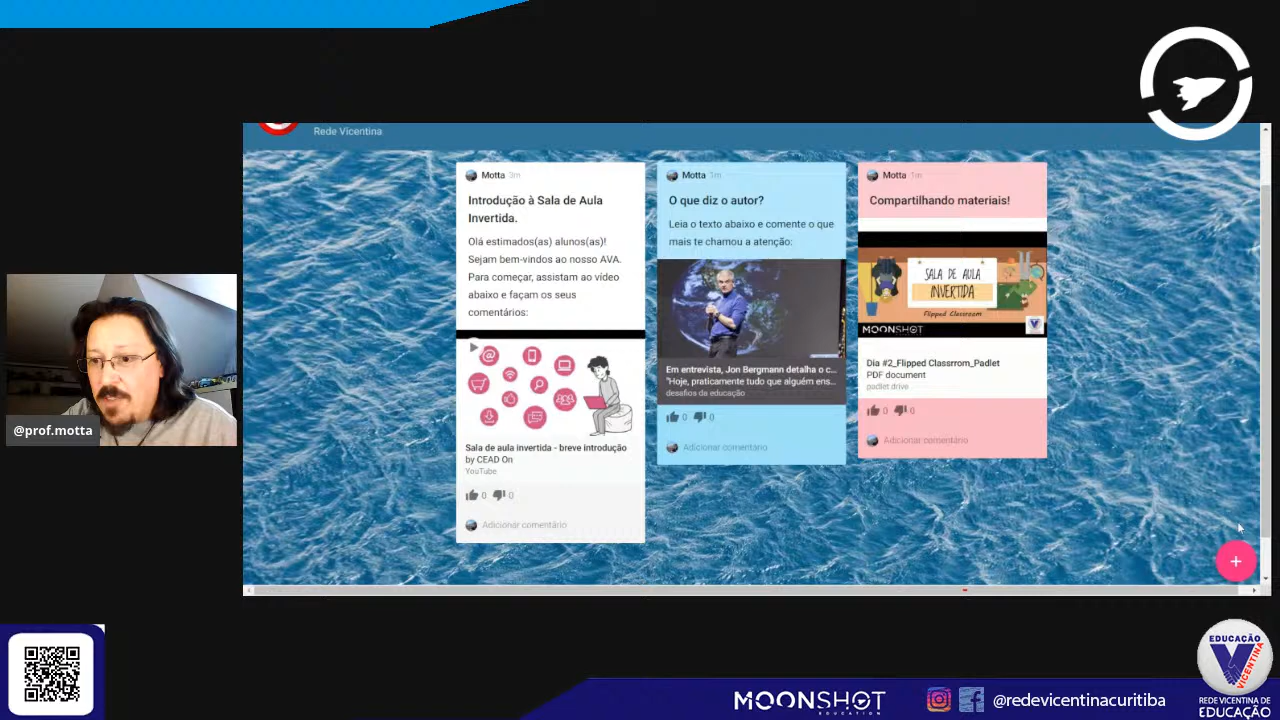 Rede Vicentina
Motta 3m
Introdução à Sala de Aula
Invertida.
Olá estimados(as) alunos(as)!
Sejam bem-vindos ao nosso AVA.
Para começar, assistam ao vídeo
abaixo e façam os seus
comentários:
Sala de aula invertida - breve introdução
by CEAD On
YouTube
0 0
Adicionar comentário
Motta 1m
O que diz o autor?
Leia o texto abaixo e comente o que
mais te chamou a atenção:
Em entrevista, Jon Bergmann detalha o c...
"Hoje, praticamente tudo que alguém ens...
desafios da educação
0 0
Adicionar comentário
Motta 1m
Compartilhando materiais!
SALA DE AULA
INVERTIDA
Flipped Classroom
MOONSHOT
Dia #2_Flipped Classrrom_Padlet
PDF document
padlet drive
0 0
Adicionar comentário
@prof.motta
MOONSHOT
EDUCATION
@redevicentinacuritiba
EDUCAÇÃO
VICENTINA
REDE VICENTINA DE
EDUCAÇÃO